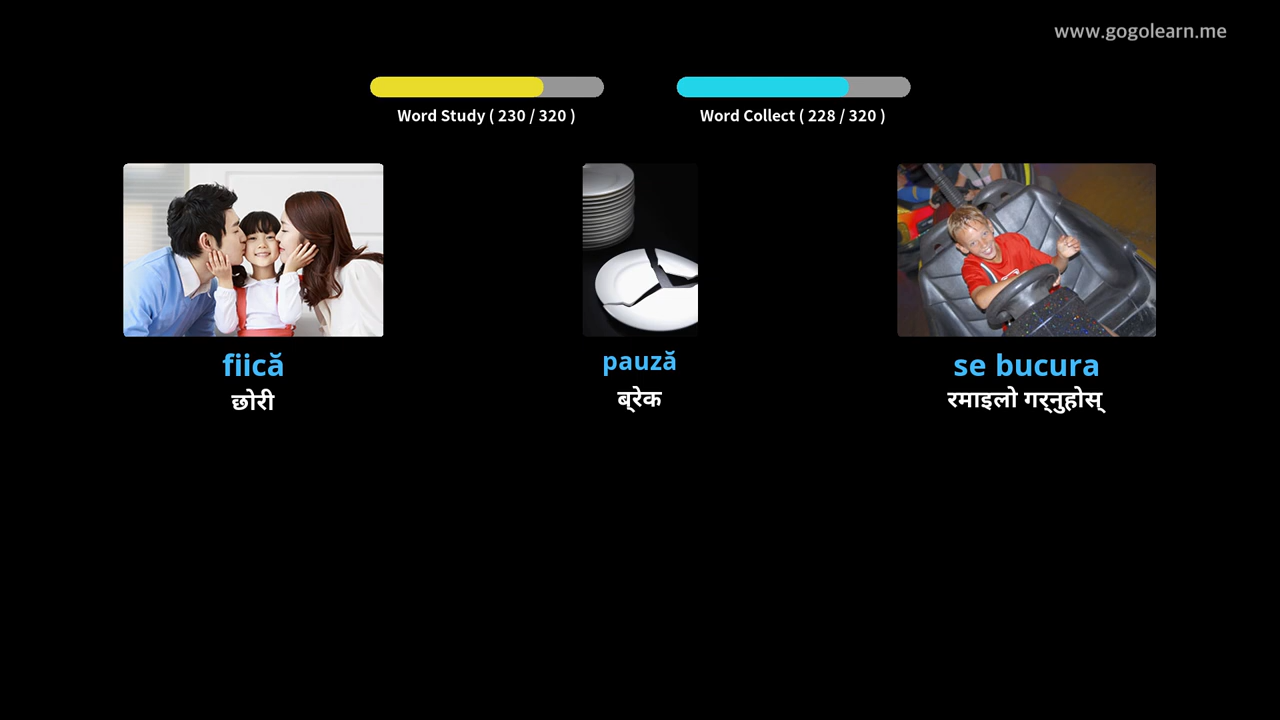 www.gogolearn.me
Word Study ( 230 / 320 )
Word Collect ( 228 / 320 )
fiică
pauză
se bucura
छोरी
ब्रेक
रमाइलो गर्नुहोस्